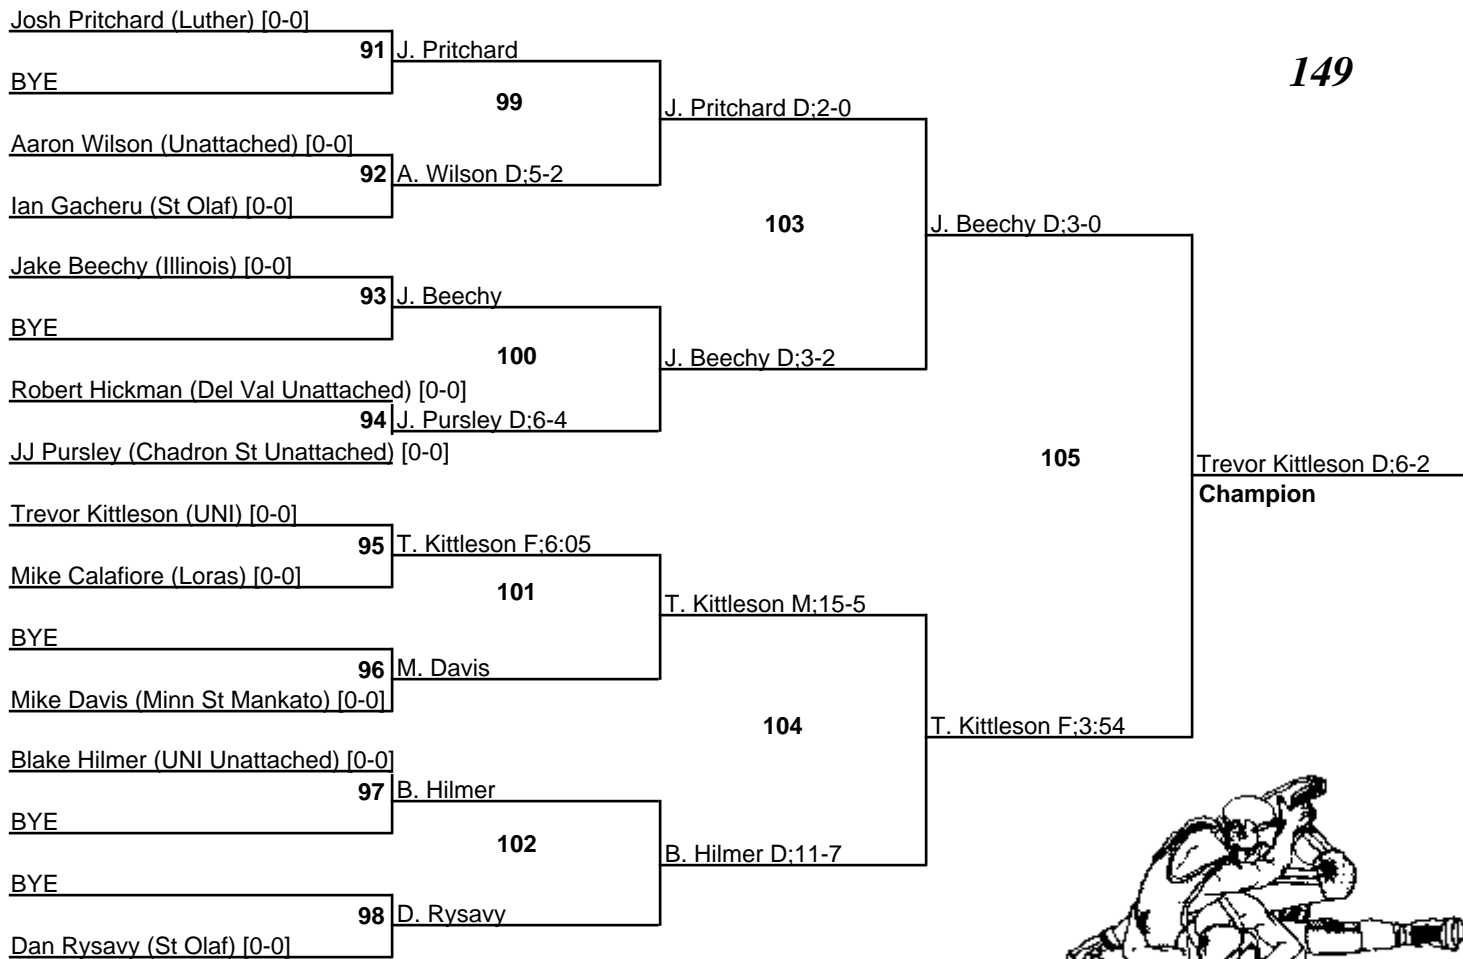 Josh Pritchard (Luther) [0-0]
91 J. Pritchard
BYE
149
99
J. Pritchard D;2-0
Aaron Wilson (Unattached) [0-0]
92 A. Wilson D;5-2
Ian Gacheru (St Olaf) [0-0]
103
J. Beechy D;3-0
Jake Beechy (Illinois) [0-0]
93 J. Beechy
BYE
100
J. Beechy D;3-2
Robert Hickman (Del Val Unattached) [0-0]
94 J. Pursley D;6-4
JJ Pursley (Chadron St Unattached) [0-0]
105
Trevor Kittleson D;6-2
Champion
Trevor Kittleson (UNI) [0-0]
95 T. Kittleson F;6:05
Mike Calafiore (Loras) [0-0]
101
T. Kittleson M;15-5
BYE
96 M. Davis
Mike Davis (Minn St Mankato) [0-0]
104
T. Kittleson F;3:54
Blake Hilmer (UNI Unattached) [0-0]
97 B. Hilmer
BYE
102
B. Hilmer D;11-7
BYE
98 D. Rysavy
Dan Rysavy (St Olaf) [0-0]